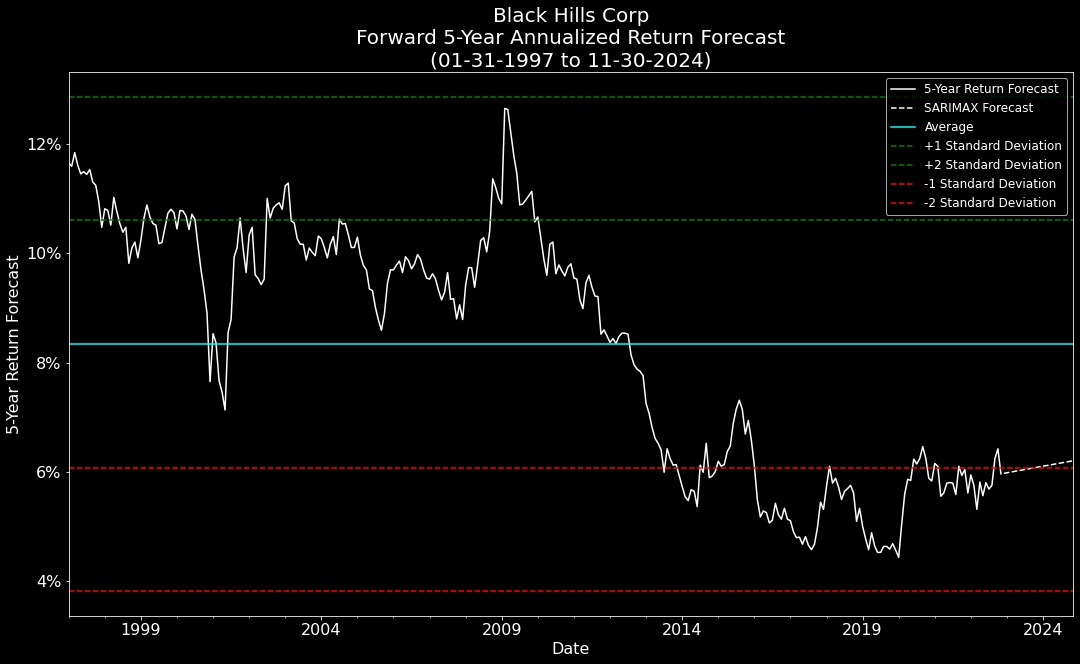 Black Hills Corp
Forward 5-Year Annualized Return Forecast
(01-31-1997 to 11-30-2024)
5-Year Return Forecast
SARIMAX Forecast
Average
+1 Standard Deviation
+2 Standard Deviation
-1 Standard Deviation
-2 Standard Deviation
5-Year Return Forecast
12%
10%
8%
6%
4%
1999 2004 2009 2014 2019 2024
Date